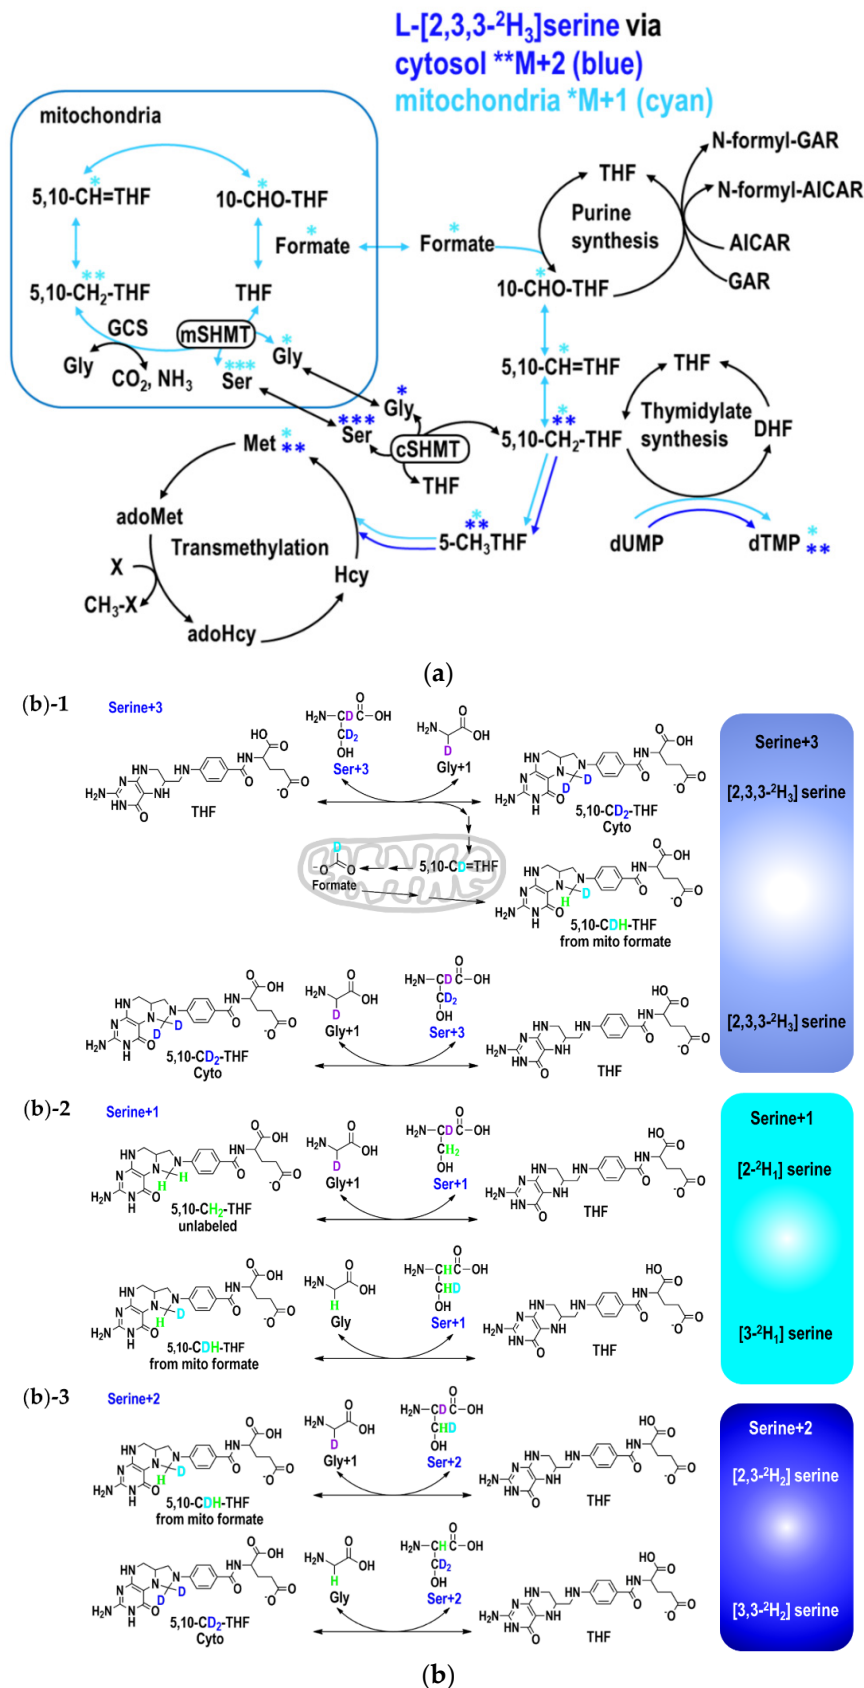 L-[2,3,3-²H₃]serine via
cytosol **M+2 (blue)
mitochondria *M+1 (cyan)
mitochondria
N-formyl-GAR
THF
N-formyl-AICAR
*
*
5,10-CH=THF
10-CHO-THF
Purine
synthesis
*
Formate
*
Formate
AICAR
*
10-CHO-THF
GAR
**
5,10-CH₂-THF
THF
GCS
mSHMT
*
Gly
Gly
CO₂, NH₃
***
Ser
*
5,10-CH=THF
THF
*
Gly
***
Ser
cSHMT
*
**
5,10-CH₂-THF
Thymidylate
synthesis
DHF
Met *
**
THF
adoMet
*
**
5-CH₃THF
dUMP
dTMP *
**
Transmethylation
X
Hcy
CH₃-X
adoHcy
(a)
(b)-1
Serine+3
H₂N
D
O
OH
D₂
OH
Ser+3
H₂N
O
OH
D
Gly+1
THF
5,10-CD₂-THF
Cyto
Serine+3
[2,3,3-²H₃] serine
D
⁻O
O
Formate
5,10-CD=THF
H
D
5,10-CDH-THF
from mito formate
[2,3,3-²H₃] serine
5,10-CD₂-THF
Cyto
Gly+1
Ser+3
THF
(b)-2
Serine+1
Serine+1
5,10-CH₂-THF
unlabeled
Gly+1
Ser+1
THF
[2-²H₁] serine
5,10-CDH-THF
from mito formate
Gly
Ser+1
THF
[3-²H₁] serine
(b)-3
Serine+2
Serine+2
5,10-CDH-THF
from mito formate
Gly+1
Ser+2
THF
[2,3-²H₂] serine
5,10-CD₂-THF
Cyto
Gly
Ser+2
THF
[3,3-²H₂] serine
(b)